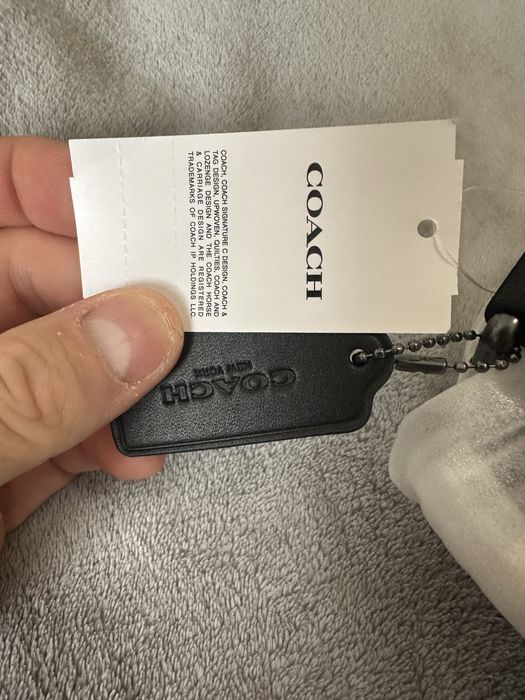 COACH
COACH, COACH SIGNATURE C DESIGN, COACH &
TAG DESIGN, UPWOVEN, QUILTIES, COACH AND
LOZENGE DESIGN AND THE COACH HORSE
& CARRIAGE DESIGN ARE REGISTERED
TRADEMARKS OF COACH IP HOLDINGS LLC.
COACH
NEW YORK